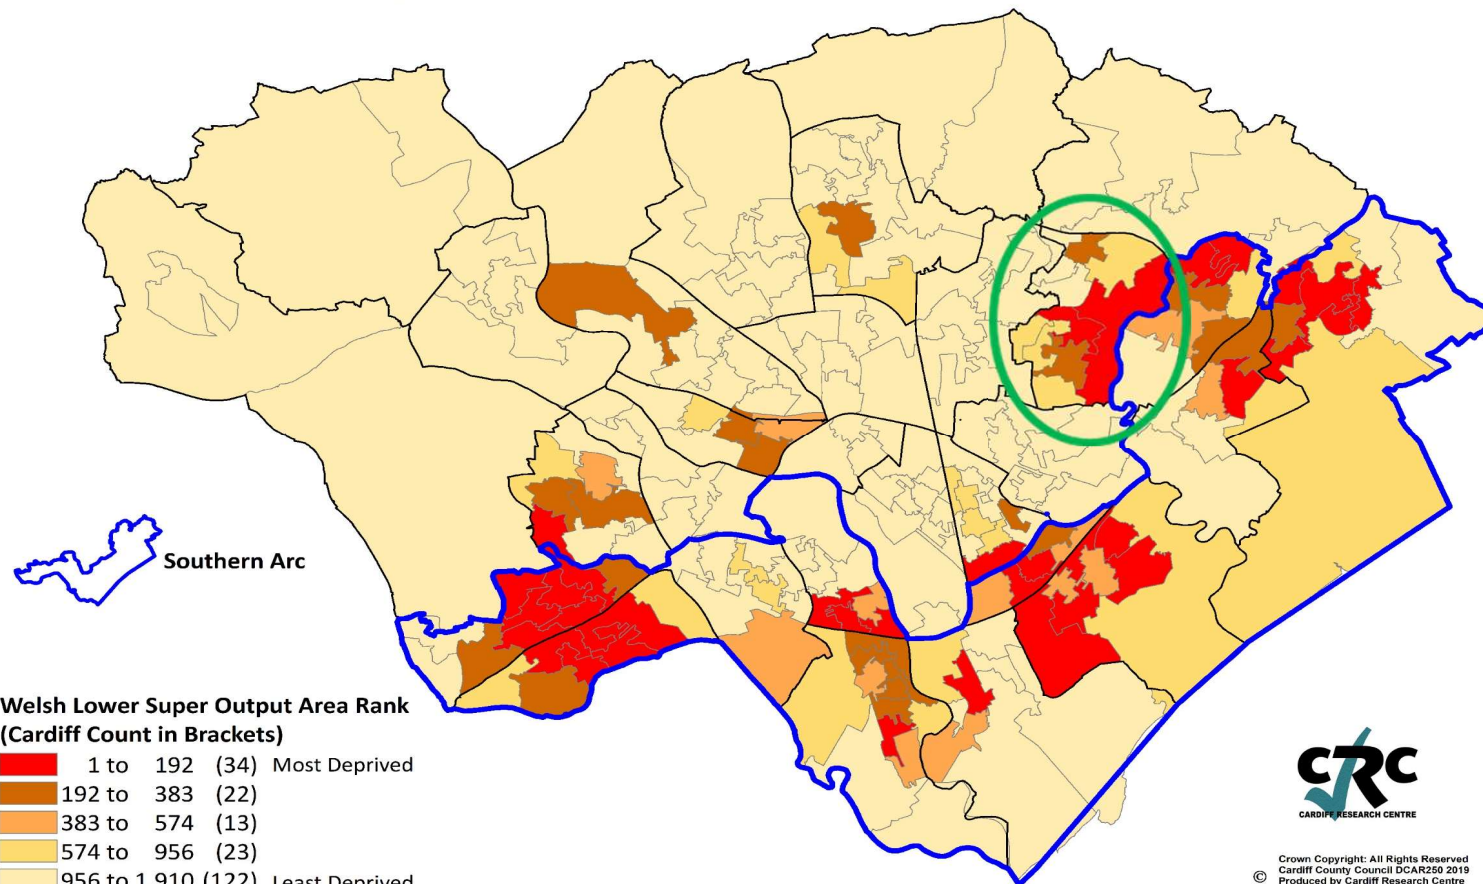 Southern Arc
Welsh Lower Super Output Area Rank
(Cardiff Count in Brackets)
1 to 192 (34) Most Deprived
192 to 383 (22)
383 to 574 (13)
574 to 956 (23)
956 to 1,910 (122) Least Deprived
CRC
CARDIFF RESEARCH CENTRE
Crown Copyright: All Rights Reserved
© Cardiff County Council DCAR250 2019
Produced by Cardiff Research Centre